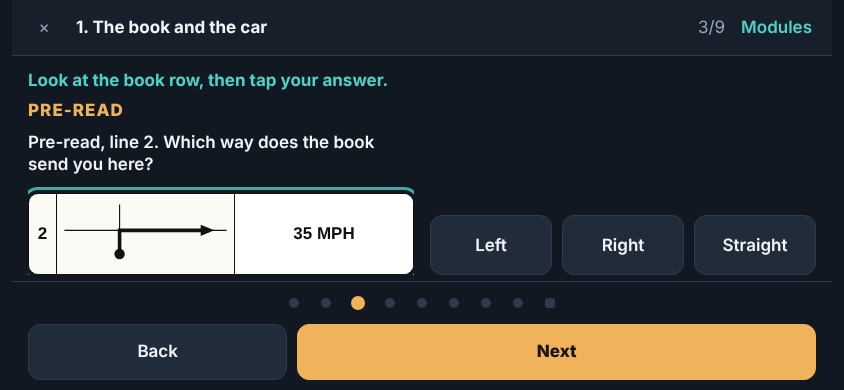 × 1. The book and the car 3/9 Modules
Look at the book row, then tap your answer.
PRE-READ
Pre-read, line 2. Which way does the book
send you here?
2 35 MPH Left Right Straight
Back Next